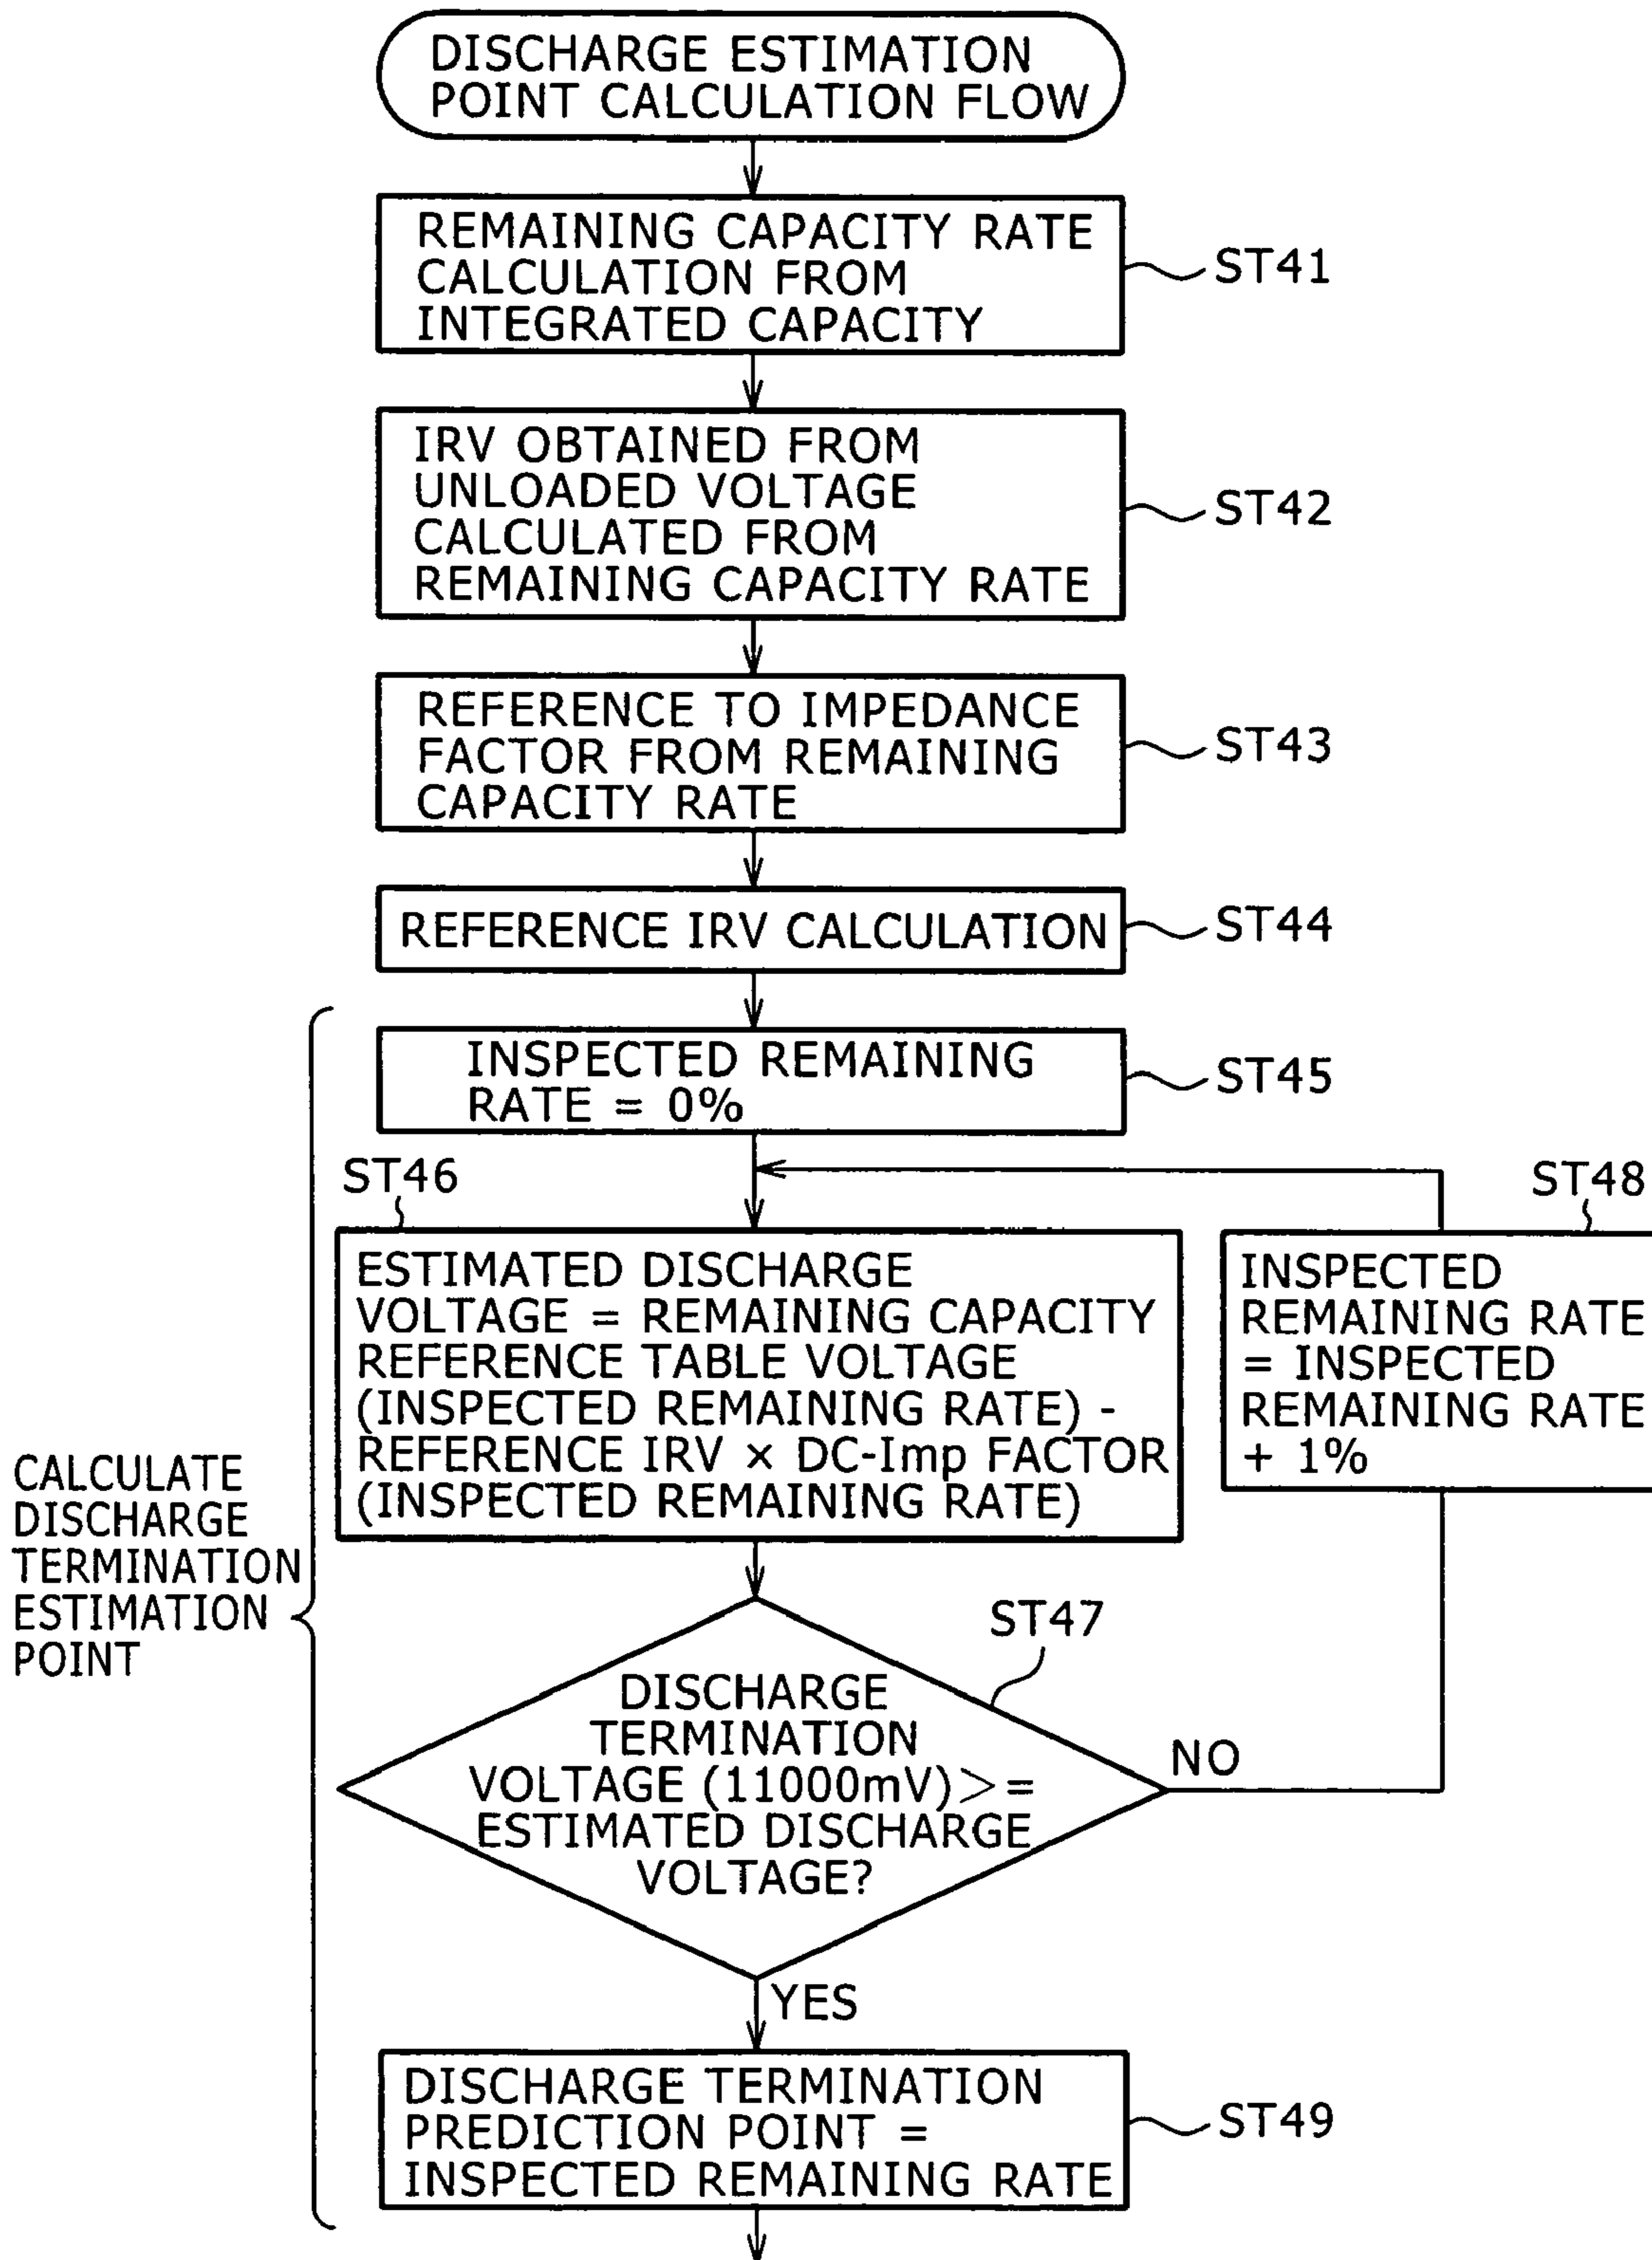 DISCHARGE ESTIMATION
POINT CALCULATION FLOW
REMAINING CAPACITY RATE
CALCULATION FROM
INTEGRATED CAPACITY
ST41
IRV OBTAINED FROM
UNLOADED VOLTAGE
CALCULATED FROM
REMAINING CAPACITY RATE
ST42
REFERENCE TO IMPEDANCE
FACTOR FROM REMAINING
CAPACITY RATE
ST43
REFERENCE IRV CALCULATION
ST44
INSPECTED REMAINING
RATE = 0%
ST45
ST46
ESTIMATED DISCHARGE
VOLTAGE = REMAINING CAPACITY
REFERENCE TABLE VOLTAGE
(INSPECTED REMAINING RATE) -
REFERENCE IRV × DC-Imp FACTOR
(INSPECTED REMAINING RATE)
ST48
INSPECTED
REMAINING RATE
= INSPECTED
REMAINING RATE
+ 1%
CALCULATE
DISCHARGE
TERMINATION
ESTIMATION
POINT
ST47
DISCHARGE
TERMINATION
VOLTAGE (11000mV) >=
ESTIMATED DISCHARGE
VOLTAGE?
NO
YES
DISCHARGE TERMINATION
PREDICTION POINT =
INSPECTED REMAINING RATE
ST49